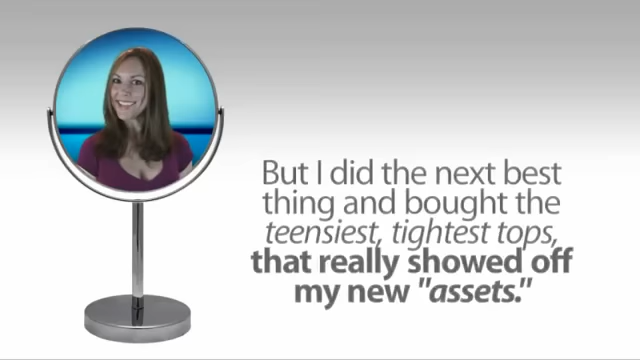 But I did the next best
thing and bought the
teensiest, tightest tops,
that really showed off
my new "assets."